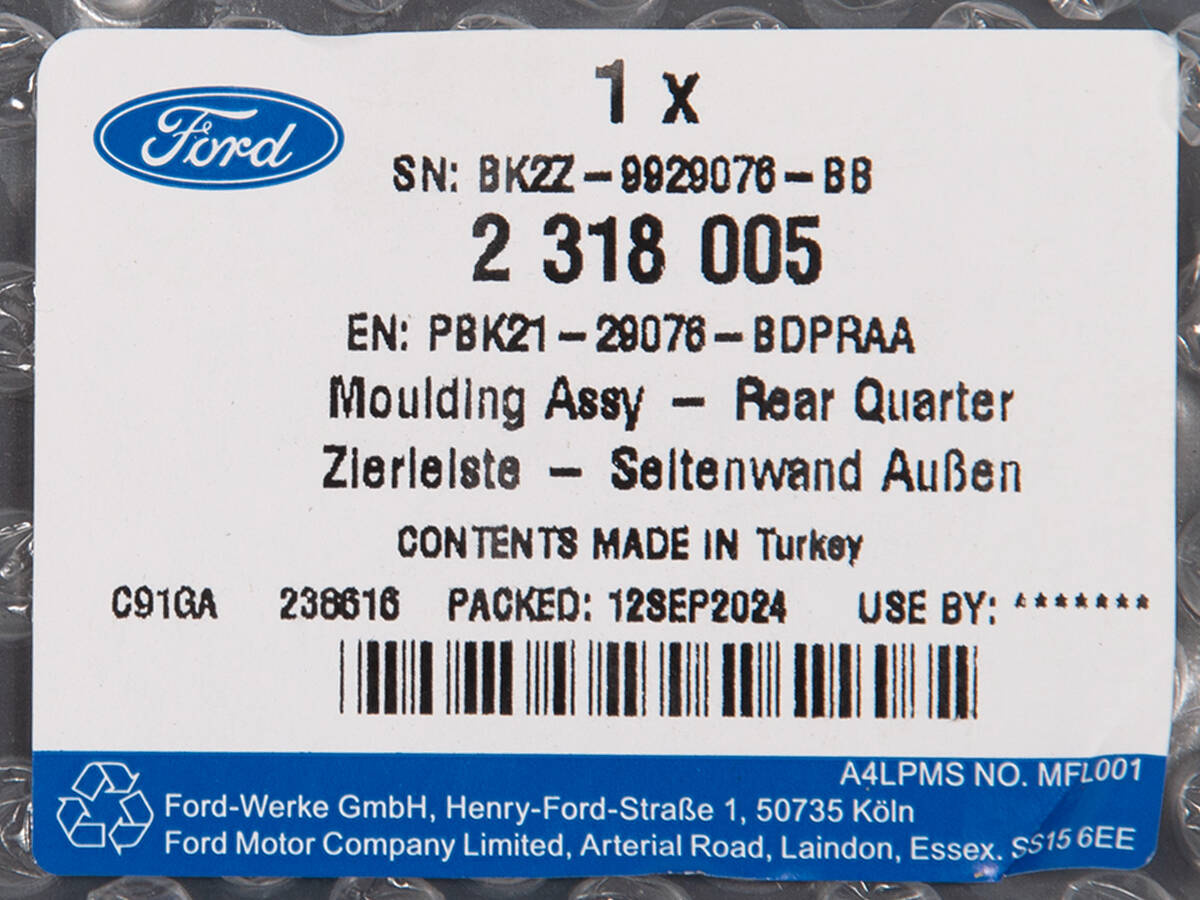 Ford
1 x
SN: BK2Z-9929076-BB
2 318 005
EN: PBK21-29076-BDPRAA
Moulding Assy - Rear Quarter
Zierleiste - Seitenwand Außen
CONTENTS MADE IN Turkey
C91GA 238616 PACKED: 12SEP2024 USE BY: *******
A4LPMS NO. MFL001
Ford-Werke GmbH, Henry-Ford-Straße 1, 50735 Köln
Ford Motor Company Limited, Arterial Road, Laindon, Essex. SS15 6EE